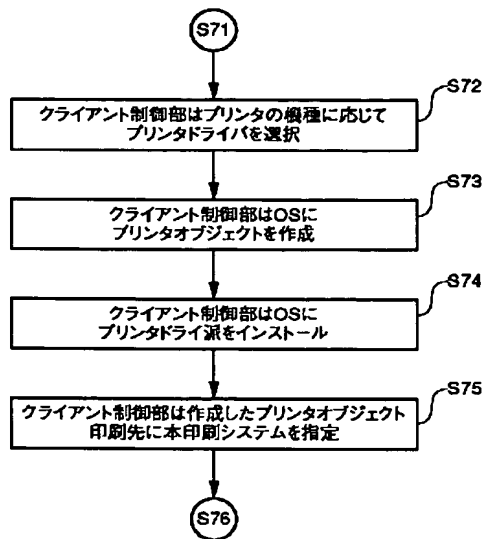 S71
S72
クライアント制御部はプリンタの機種に応じて
プリンタドライバを選択
S73
クライアント制御部はOSに
プリンタオブジェクトを作成
S74
クライアント制御部はOSに
プリンタドライ派をインストール
S75
クライアント制御部は作成したプリンタオブジェクト
印刷先に本印刷システムを指定
S76